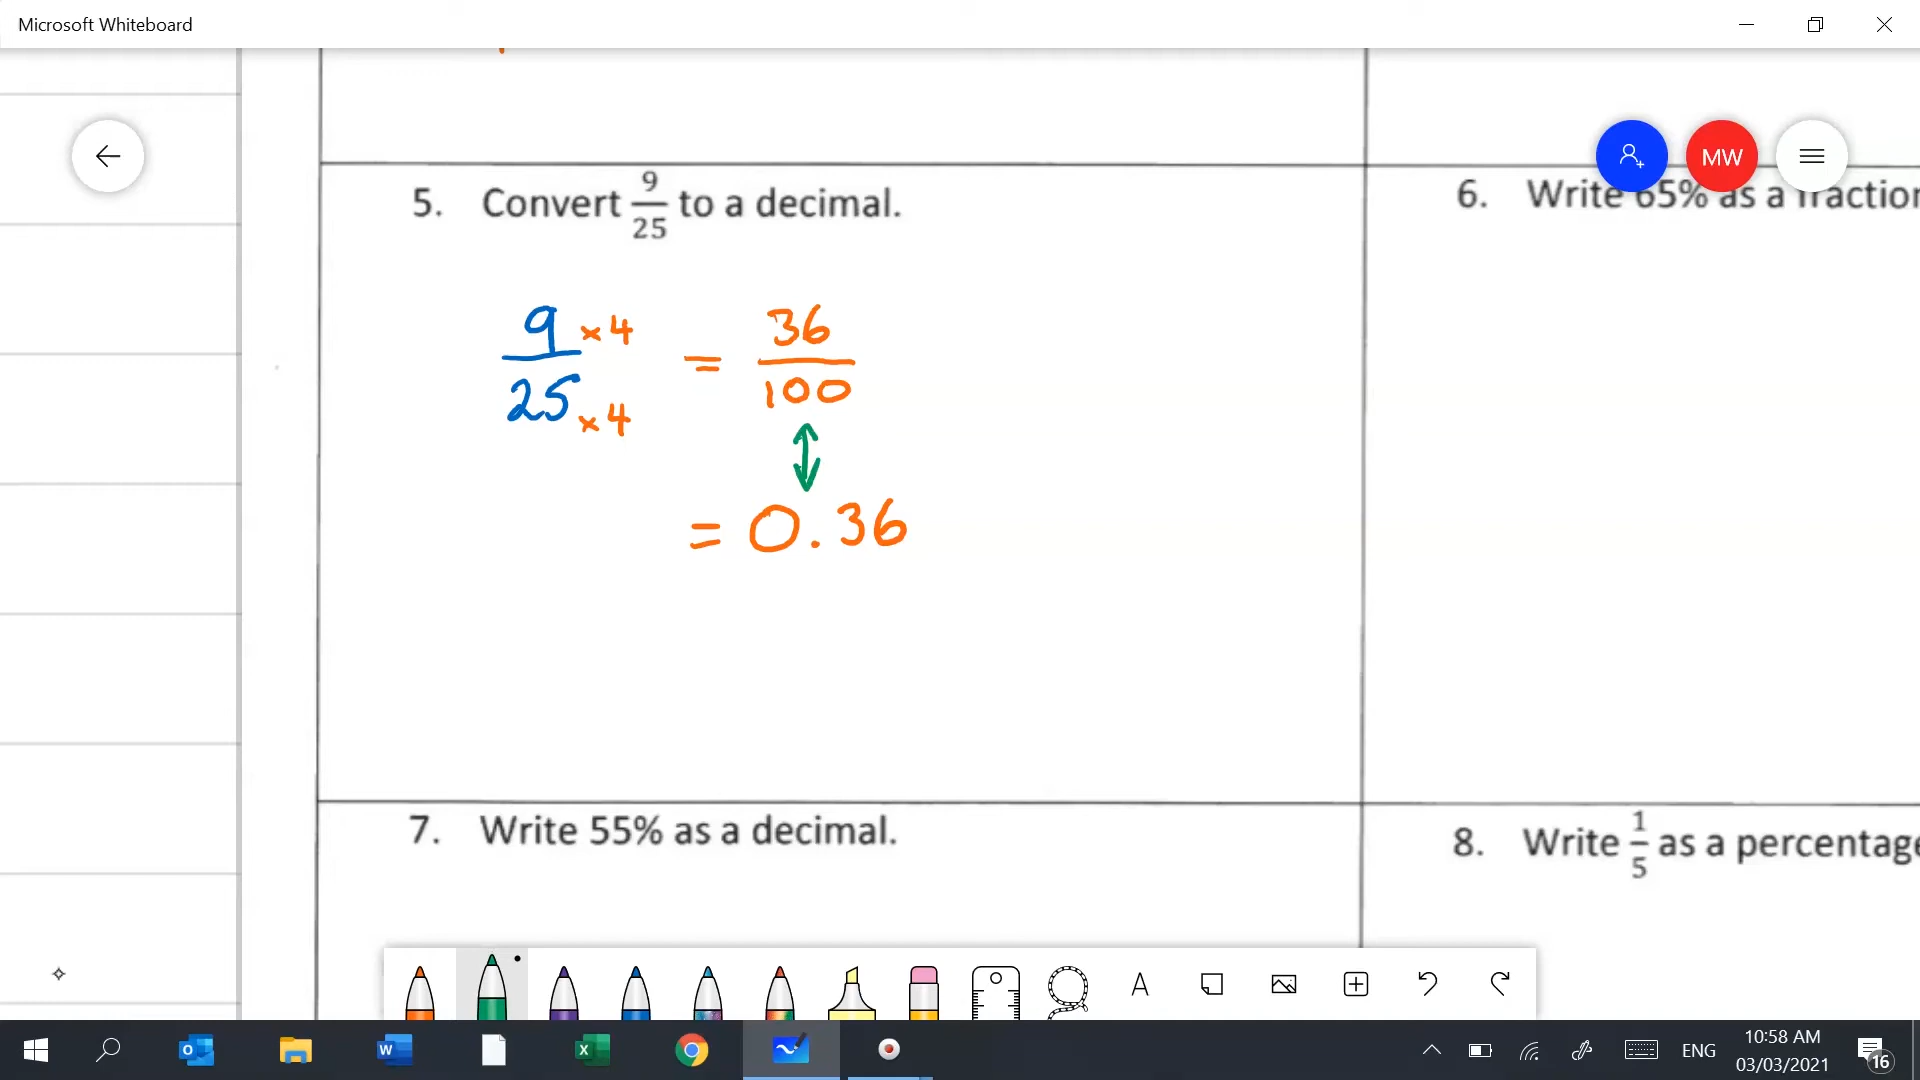 Microsoft Whiteboard
MW
5. Convert 9/25 to a decimal.
6. Write 65% as a fraction
9 × 4
25 × 4
= 36/100
= 0.36
7. Write 55% as a decimal.
8. Write 1/5 as a percentage
A
ENG
10:58 AM
03/03/2021
16